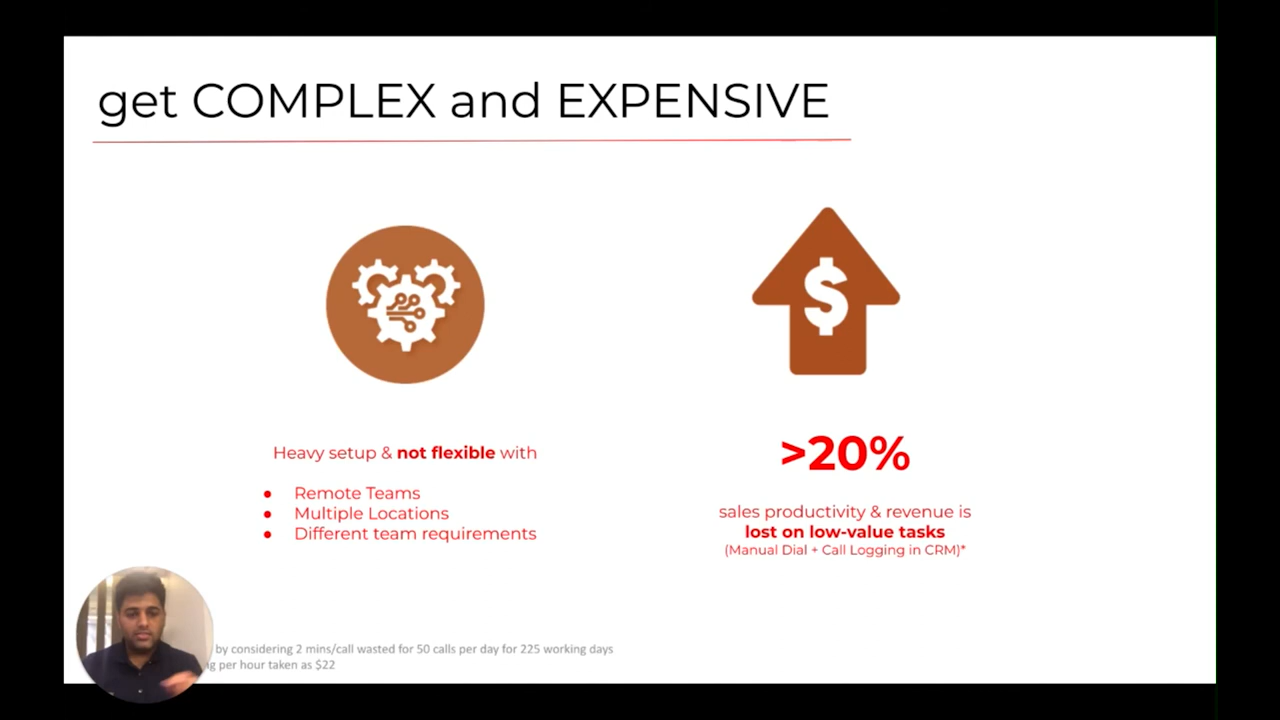 get COMPLEX and EXPENSIVE
$
Heavy setup & not flexible with
● Remote Teams
● Multiple Locations
● Different team requirements
>20%
sales productivity & revenue is
lost on low-value tasks
(Manual Dial + Call Logging in CRM)*
by considering 2 mins/call wasted for 50 calls per day for 225 working days
per hour taken as $22